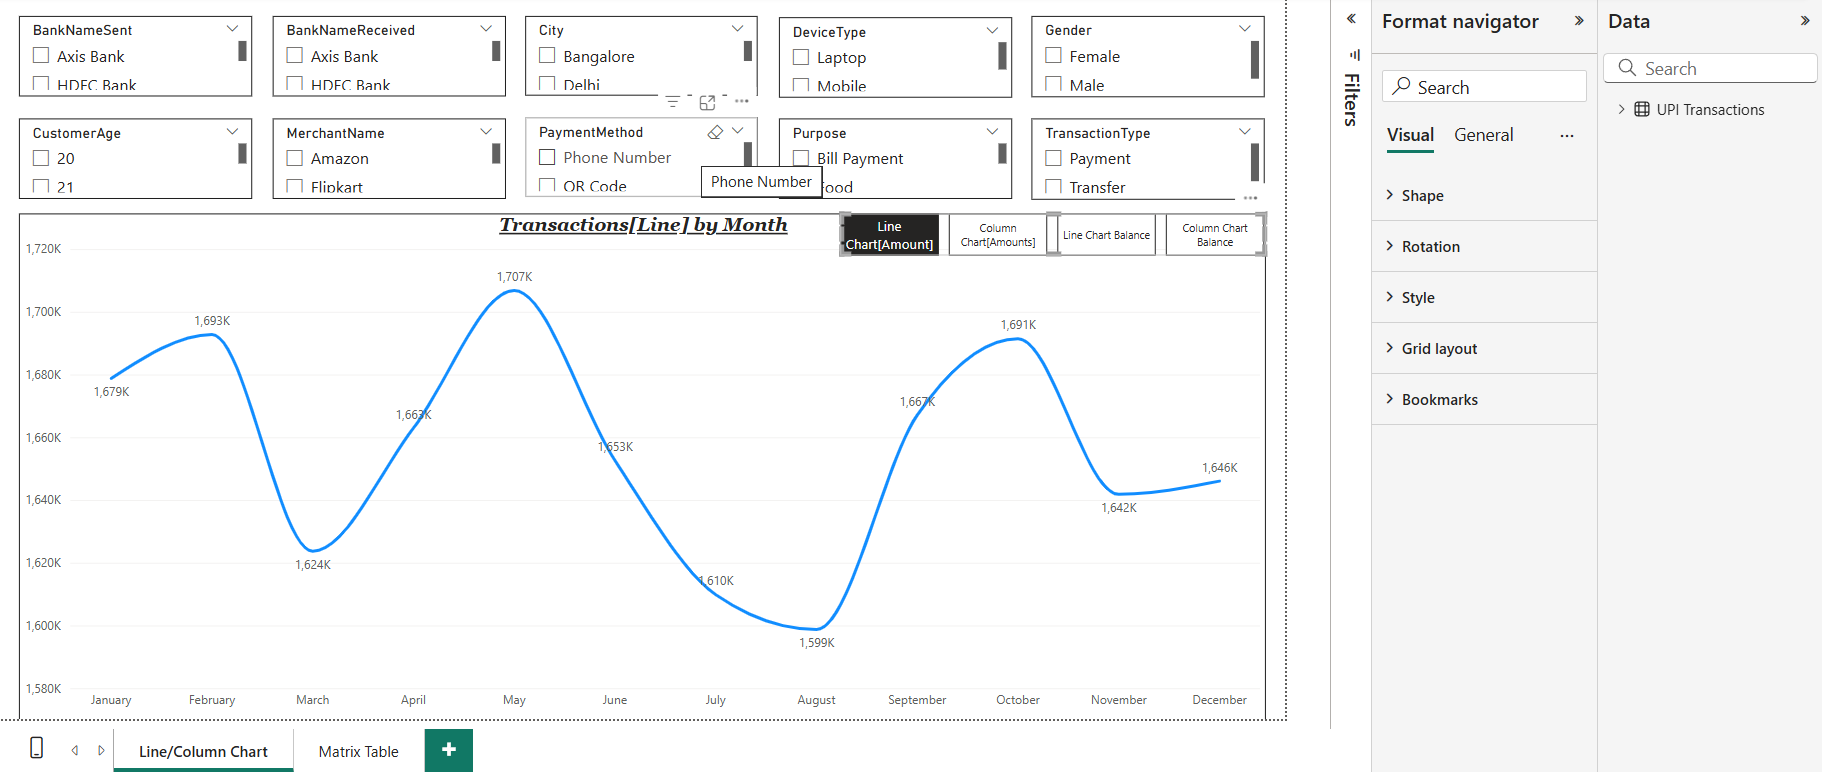 BankNameSent
Axis Bank
HDFC Bank
BankNameReceived
Axis Bank
HDFC Bank
City
Bangalore
Delhi
DeviceType
Laptop
Mobile
Gender
Female
Male
CustomerAge
20
21
MerchantName
Amazon
Flipkart
PaymentMethod
Phone Number
QR Code
Phone Number
Purpose
Bill Payment
Food
TransactionType
Payment
Transfer
Transactions[Line] by Month
Line
Chart[Amount]
Column
Chart[Amounts]
Line Chart Balance
Column Chart
Balance
1,720K
1,700K
1,680K
1,660K
1,640K
1,620K
1,600K
1,580K
1,679K
1,693K
1,624K
1,663K
1,707K
1,653K
1,610K
1,599K
1,667K
1,691K
1,642K
1,646K
January
February
March
April
May
June
July
August
September
October
November
December
Line/Column Chart
Matrix Table
+
Filters
Format navigator
Search
Visual
General
Shape
Rotation
Style
Grid layout
Bookmarks
Data
Search
UPI Transactions